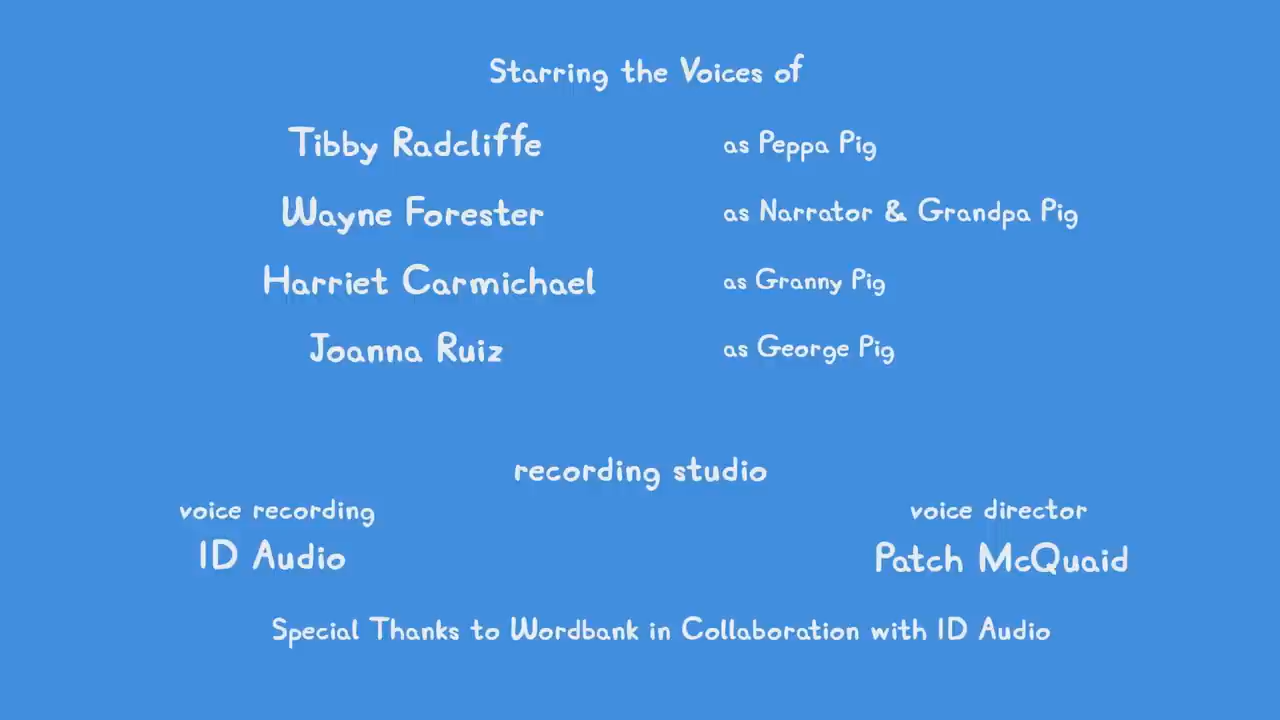 Starring the Voices of
Tibby Radcliffe as Peppa Pig
Wayne Forester as Narrator & Grandpa Pig
Harriet Carmichael as Granny Pig
Joanna Ruiz as George Pig
recording studio
voice recording voice director
ID Audio Patch McQuaid
Special Thanks to Wordbank in Collaboration with ID Audio